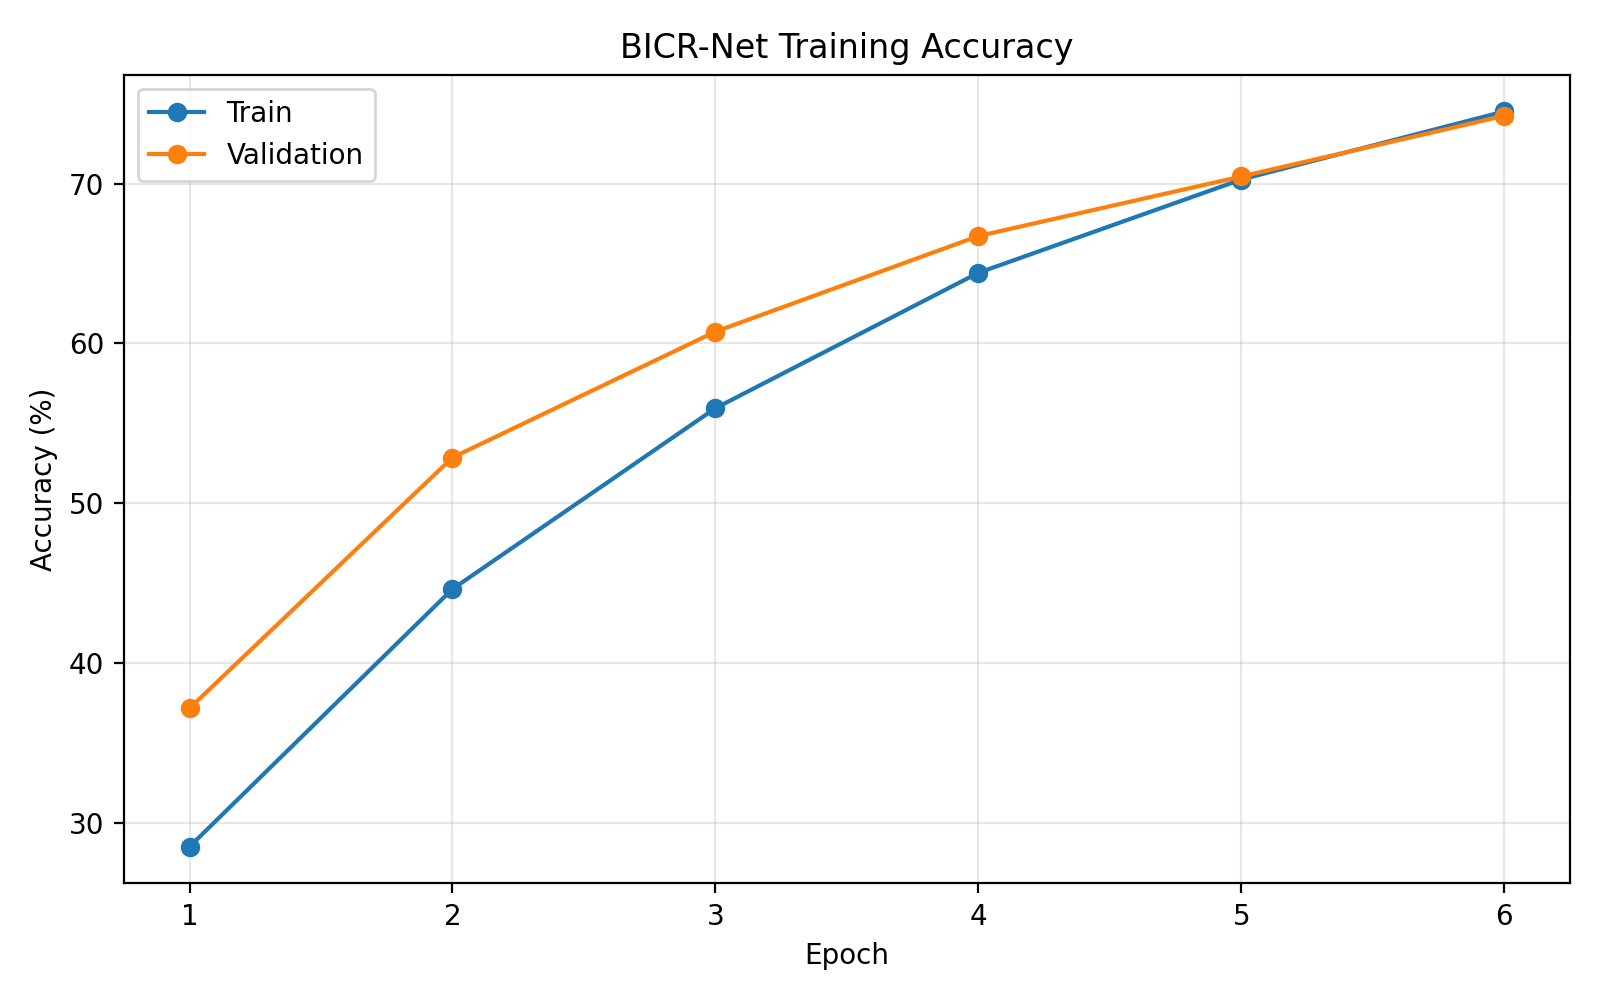 BICR-Net Training Accuracy
Train
Validation
70
60
50
40
30
Accuracy (%)
1 2 3 4 5 6
Epoch